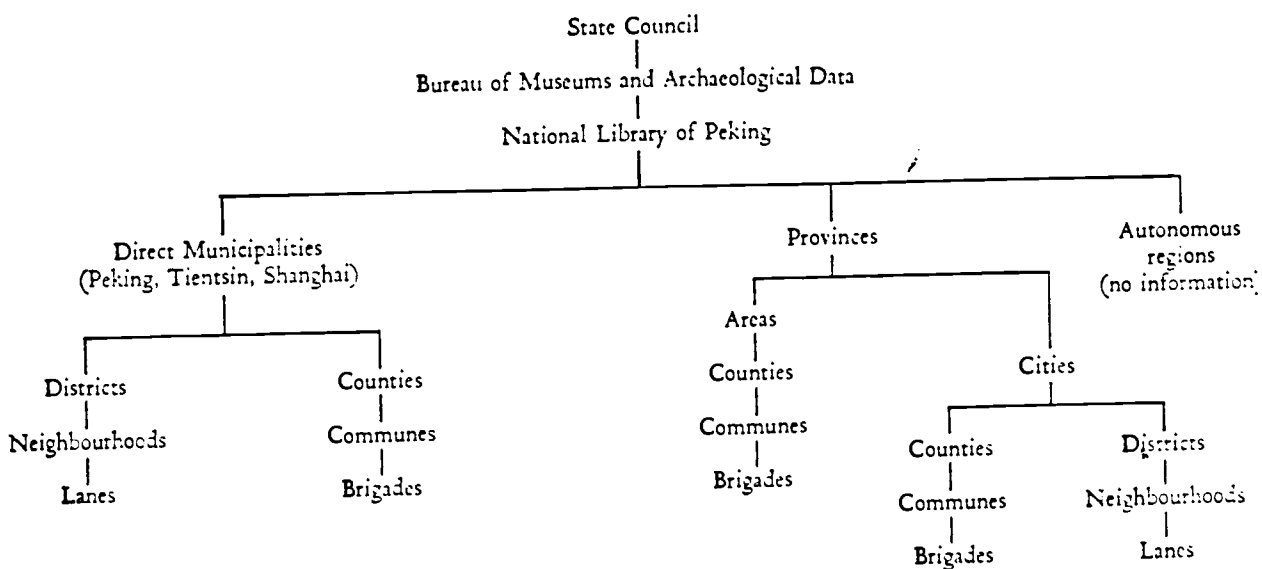 State Council
Bureau of Museums and Archaeological Data
National Library of Peking
Direct Municipalities
(Peking, Tientsin, Shanghai)
Provinces
Autonomous
regions
(no information)
Districts
Neighbourhoods
Lanes
Counties
Communes
Brigades
Areas
Counties
Communes
Brigades
Cities
Counties
Communes
Brigades
Districts
Neighbourhoods
Lanes